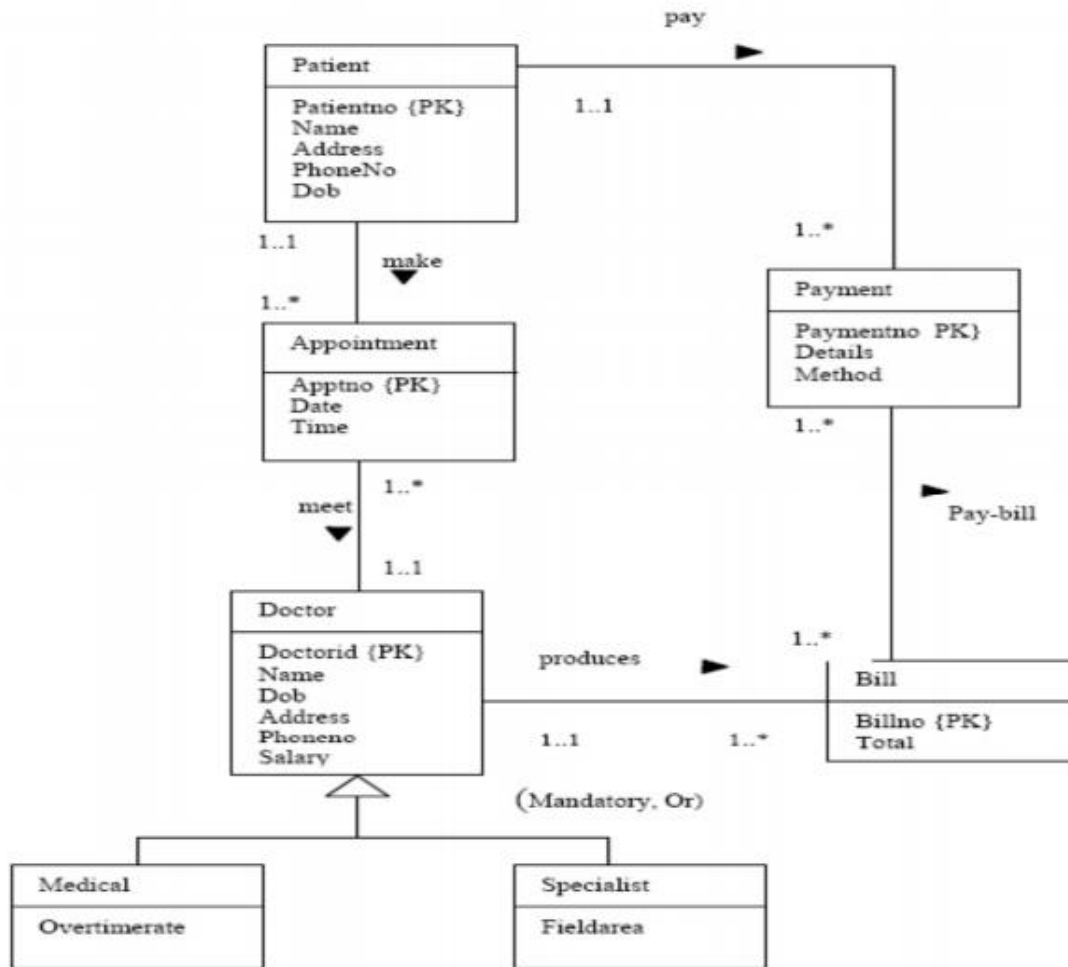 pay
Patient
Patientno {PK}
Name
Address
PhoneNo
Dob
1..1
1..1
make
1..*
1..*
Appointment
Apptno {PK}
Date
Time
Payment
Paymentno PK}
Details
Method
1..*
1..*
meet
Pay-bill
1..1
Doctor
Doctorid {PK}
Name
Dob
Address
Phoneno
Salary
produces
1..*
1..1
1..*
Bill
Billno {PK}
Total
(Mandatory, Or)
Medical
Overtimerate
Specialist
Fieldarea